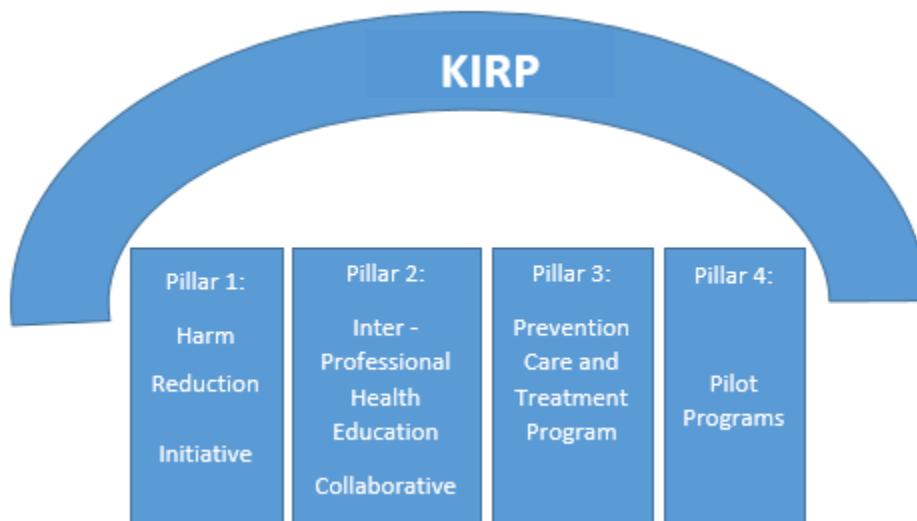 KIRP
Pillar 1:
Harm
Reduction
Initiative
Pillar 2:
Inter -
Professional
Health
Education
Collaborative
Pillar 3:
Prevention
Care and
Treatment
Program
Pillar 4:
Pilot
Programs